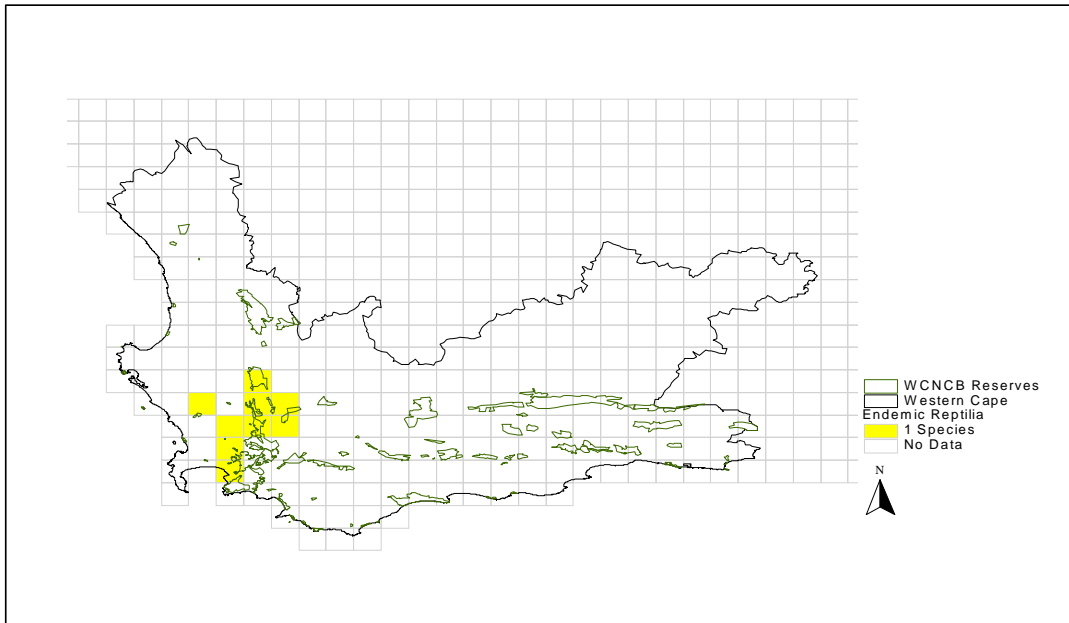 WCNCB Reserves
Western Cape
Endemic Reptilia
1 Species
No Data
N